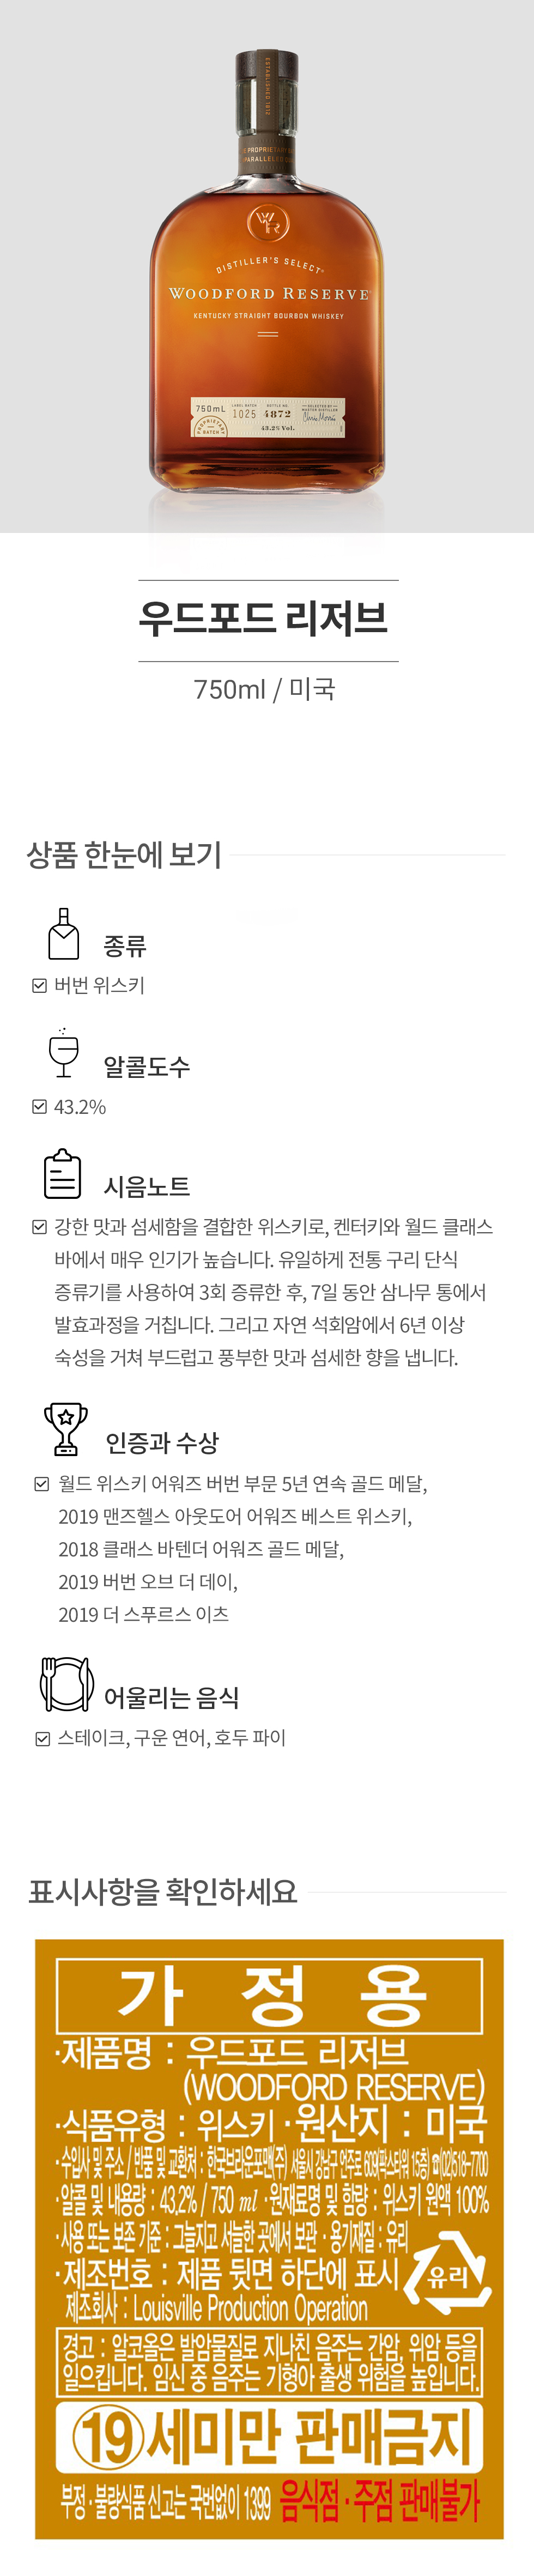 ESTABLISHED 1812
WR
DISTILLER'S SELECT
WOODFORD RESERVE
KENTUCKY STRAIGHT BOURBON WHISKEY
750mL LABEL BATCH 1025 BOTTLE NO. 4872 SELECTED BY MASTER DISTILLER Chris Morris
PROPRIETARY BATCH 43.2% Vol.
우드포드 리저브
750ml / 미국
상품 한눈에 보기
종류
버번 위스키
알콜도수
43.2%
시음노트
강한 맛과 섬세함을 결합한 위스키로, 켄터키와 월드 클래스
바에서 매우 인기가 높습니다. 유일하게 전통 구리 단식
증류기를 사용하여 3회 증류한 후, 7일 동안 삼나무 통에서
발효과정을 거칩니다. 그리고 자연 석회암에서 6년 이상
숙성을 거쳐 부드럽고 풍부한 맛과 섬세한 향을 냅니다.
인증과 수상
월드 위스키 어워즈 버번 부문 5년 연속 골드 메달,
2019 맨즈헬스 아웃도어 어워즈 베스트 위스키,
2018 클래스 바텐더 어워즈 골드 메달,
2019 버번 오브 더 데이,
2019 더 스푸르스 이츠
어울리는 음식
스테이크, 구운 연어, 호두 파이
표시사항을 확인하세요
가 정 용
·제품명 : 우드포드 리저브
(WOODFORD RESERVE)
·식품유형 : 위스키 ·원산지 : 미국
·수입사 및 주소 / 반품 및 교환처 : 한국브라운포맨(주) 서울시 강남구 언주로 609(팍스타워 15층) ☎(02)518-7700
·알콜 및 내용량 : 43.2% / 750 ml ·원재료명 및 함량 : 위스키 원액 100%
·사용 또는 보존 기준 : 그늘지고 서늘한 곳에서 보관 ·용기재질 : 유리
·제조번호 : 제품 뒷면 하단에 표시
유리
제조회사 : Louisville Production Operation
경고 : 알코올은 발암물질로 지나친 음주는 간암, 위암 등을
일으킵니다. 임신 중 음주는 기형아 출생 위험을 높입니다.
19세미만 판매금지
부정·불량식품 신고는 국번없이 1399 음식점·주점 판매불가